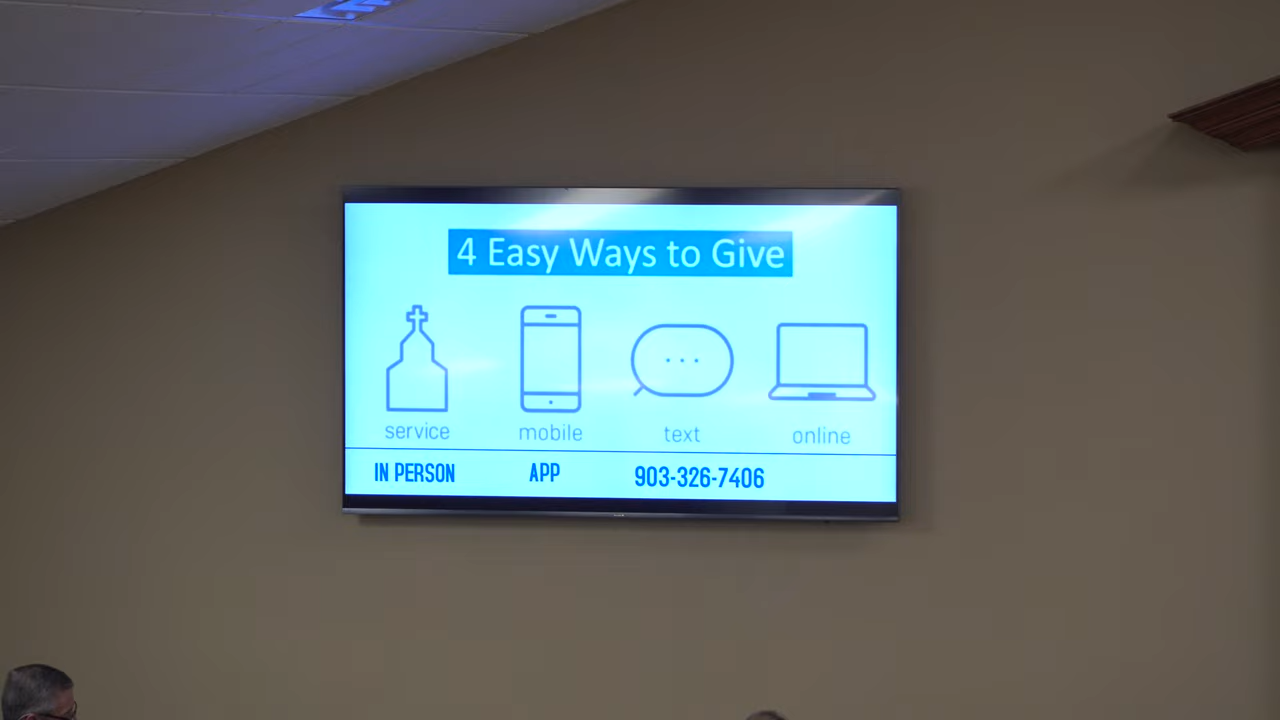 4 Easy Ways to Give
service mobile text online
IN PERSON APP 903-326-7406